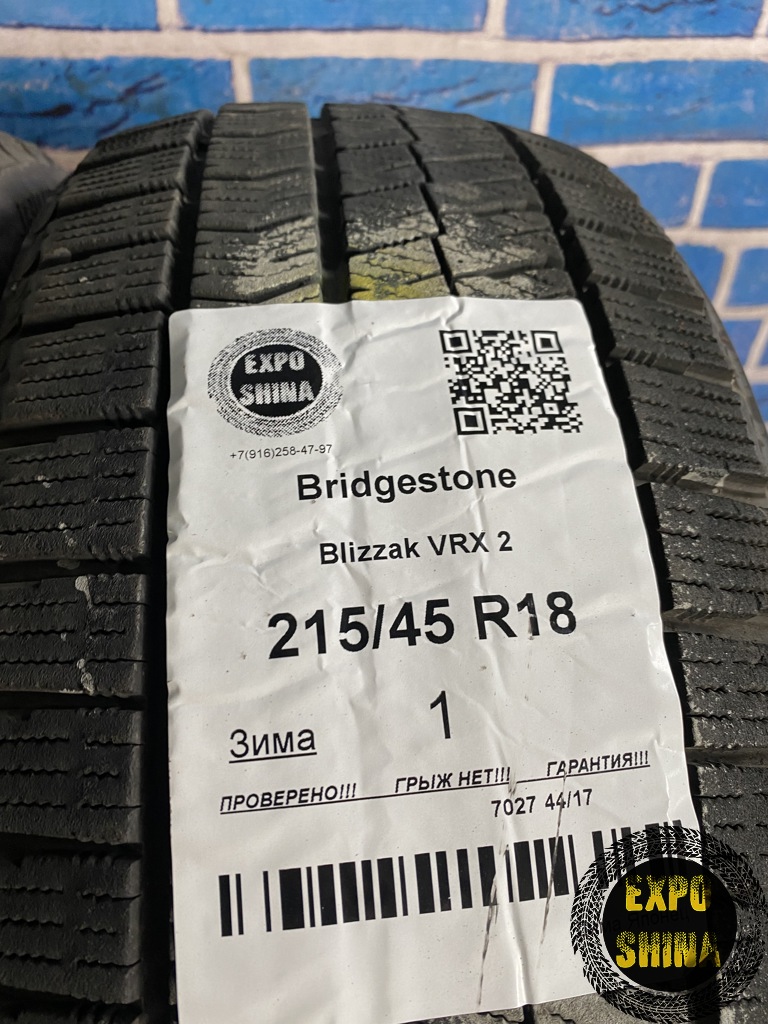 EXPO
SHINA
+7(916)258-47-97
Bridgestone
Blizzak VRX 2
215/45 R18
1
Зима
ПРОВЕРЕНО!!! ГРЫЖ НЕТ!!! ГАРАНТИЯ!!!
7027 44/17
EXPO
SHINA